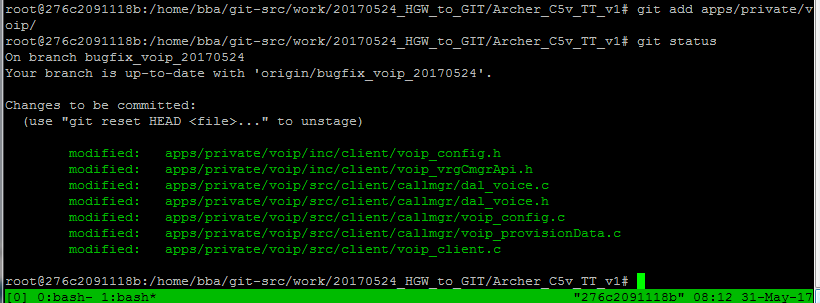 root@276c2091118b:/home/bba/git-src/work/20170524_HGW_to_GIT/Archer_C5v_TT_v1# git add apps/private/v
oip/
root@276c2091118b:/home/bba/git-src/work/20170524_HGW_to_GIT/Archer_C5v_TT_v1# git status
On branch bugfix_voip_20170524
Your branch is up-to-date with 'origin/bugfix_voip_20170524'.
Changes to be committed:
  (use "git reset HEAD <file>..." to unstage)
        modified:   apps/private/voip/inc/client/voip_config.h
        modified:   apps/private/voip/inc/client/voip_vrgCmgrApi.h
        modified:   apps/private/voip/src/client/callmgr/dal_voice.c
        modified:   apps/private/voip/src/client/callmgr/dal_voice.h
        modified:   apps/private/voip/src/client/callmgr/voip_config.c
        modified:   apps/private/voip/src/client/callmgr/voip_provisionData.c
        modified:   apps/private/voip/src/client/voip_client.c
root@276c2091118b:/home/bba/git-src/work/20170524_HGW_to_GIT/Archer_C5v_TT_v1#
[0] 0:bash- 1:bash* "276c2091118b" 08:12 31-May-17